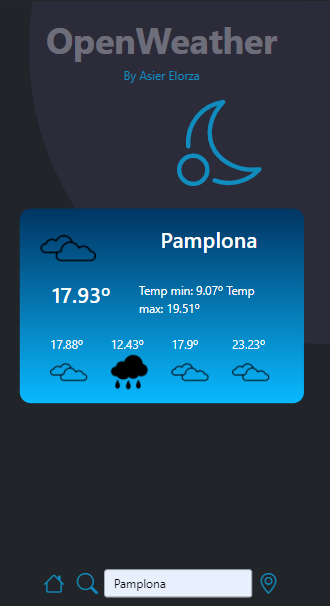 OpenWeather
By Asier Elorza
Pamplona
17.93º
Temp min: 9.07º Temp
max: 19.51º
17.88º 12.43º 17.9º 23.23º
Pamplona